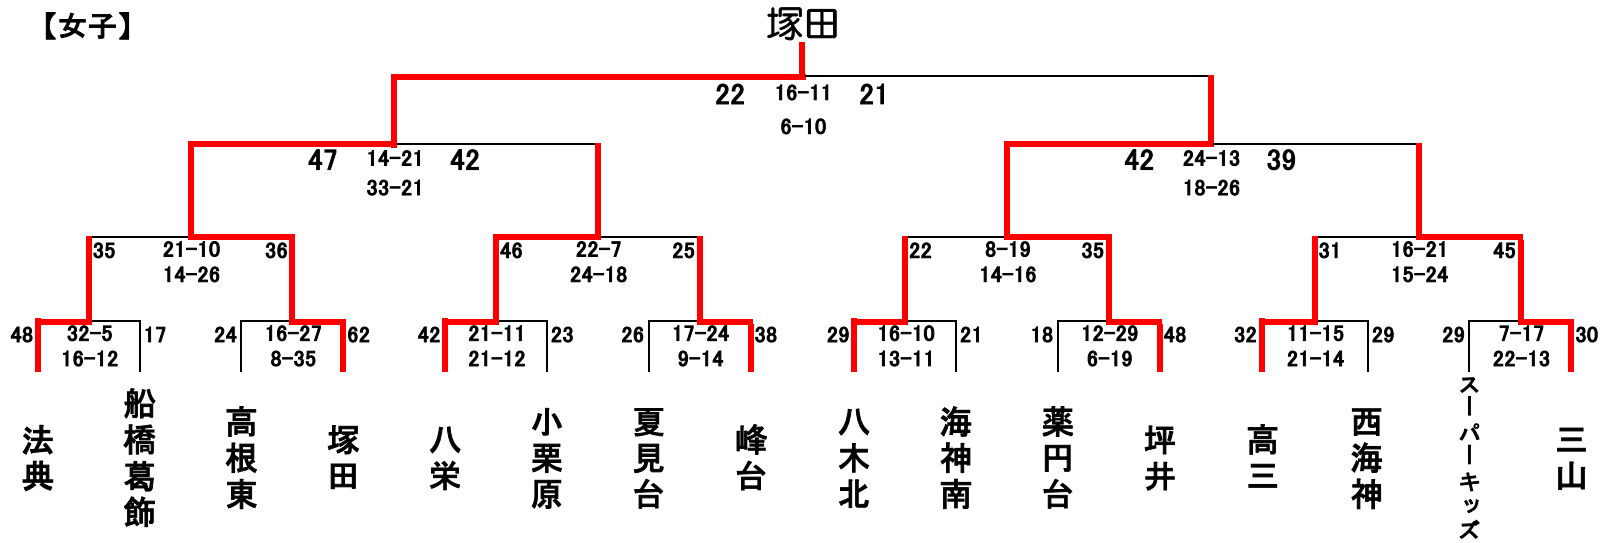 【女子】
塚田
22 16-11 21
6-10
47 14-21 42
33-21
42 24-13 39
18-26
35 21-10 36
14-26
46 22-7 25
24-18
22 8-19 35
14-16
31 16-21 45
15-24
48 32-5 17
16-12
24 16-27 62
8-35
42 21-11 23
21-12
26 17-24 38
9-14
29 16-10 21
13-11
18 12-29 48
6-19
32 11-15 29
21-14
29 7-17 30
22-13
法典
船橋葛飾
高根東
塚田
八栄
小栗原
夏見台
峰台
八木北
海神南
薬円台
坪井
高三
西海神
スーパーキッズ
三山